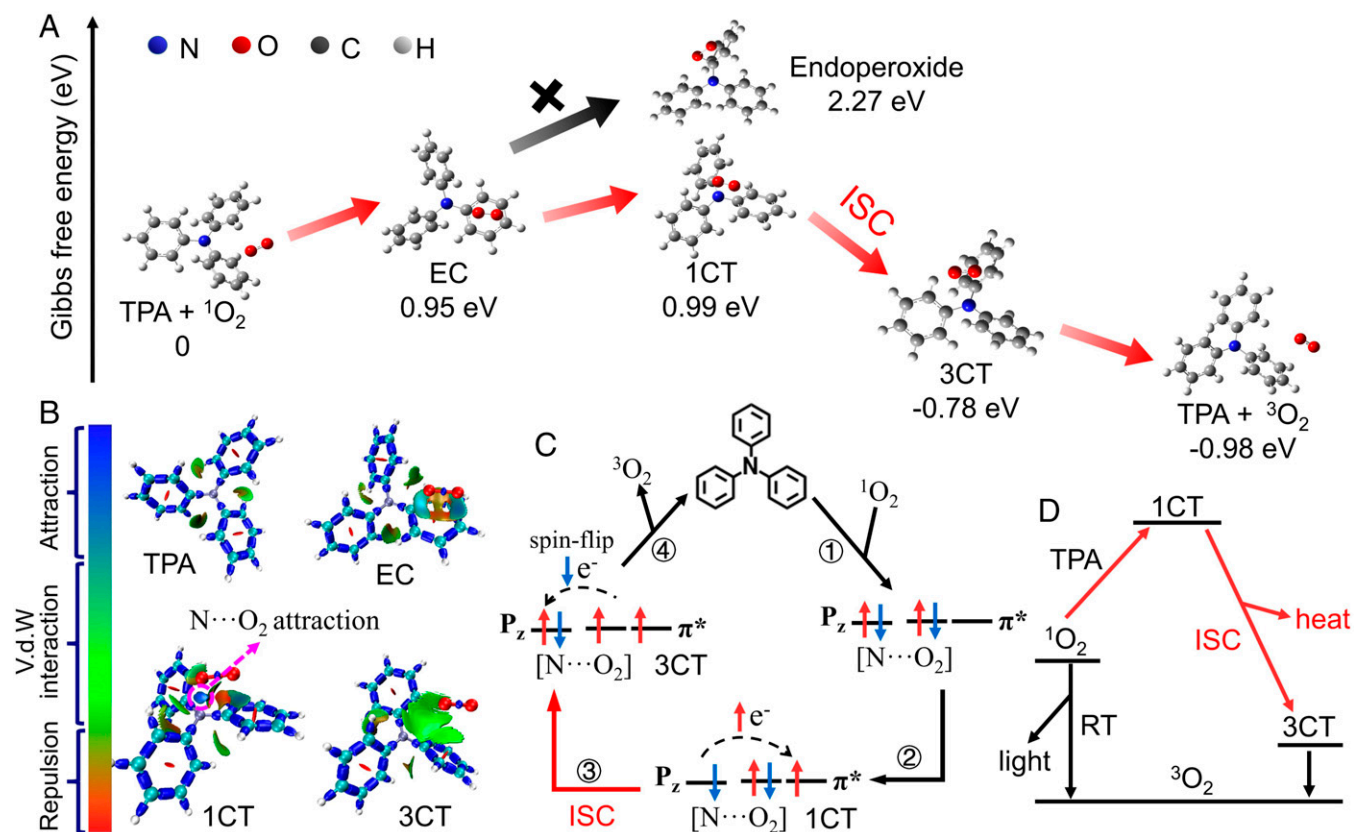 A
Gibbs free energy (eV)
N O C H
Endoperoxide
2.27 eV
TPA + ¹O₂
0
EC
0.95 eV
1CT
0.99 eV
ISC
3CT
-0.78 eV
TPA + ³O₂
-0.98 eV
B
Attraction
V.d.W
interaction
Repulsion
TPA
EC
N⋯O₂ attraction
1CT
3CT
C
³O₂
N
¹O₂
spin-flip
e⁻
④
①
P_z π*
[N⋯O₂] 3CT
P_z π*
[N⋯O₂]
③
ISC
e⁻
②
P_z π*
[N⋯O₂] 1CT
D
1CT
TPA
¹O₂
heat
ISC
3CT
RT
light
³O₂